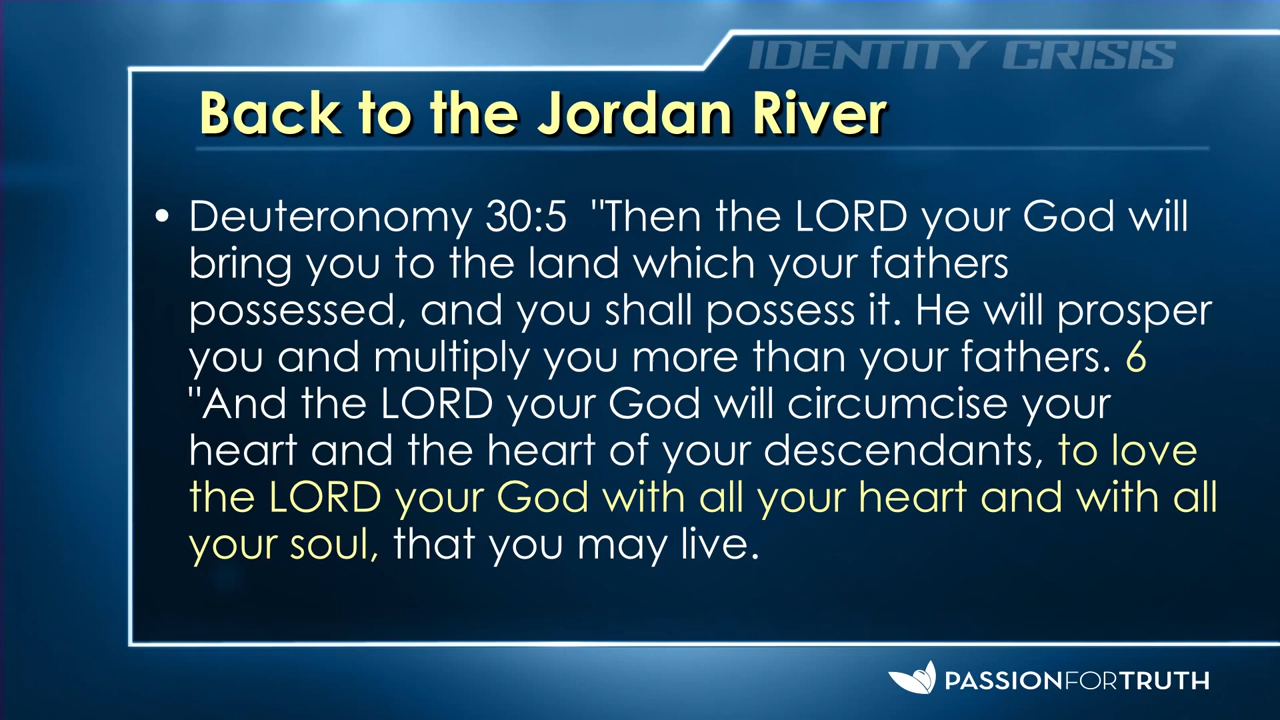 IDENTITY CRISIS
Back to the Jordan River
• Deuteronomy 30:5  "Then the LORD your God will
bring you to the land which your fathers
possessed, and you shall possess it. He will prosper
you and multiply you more than your fathers. 6
"And the LORD your God will circumcise your
heart and the heart of your descendants, to love
the LORD your God with all your heart and with all
your soul, that you may live.
PASSIONFORTRUTH